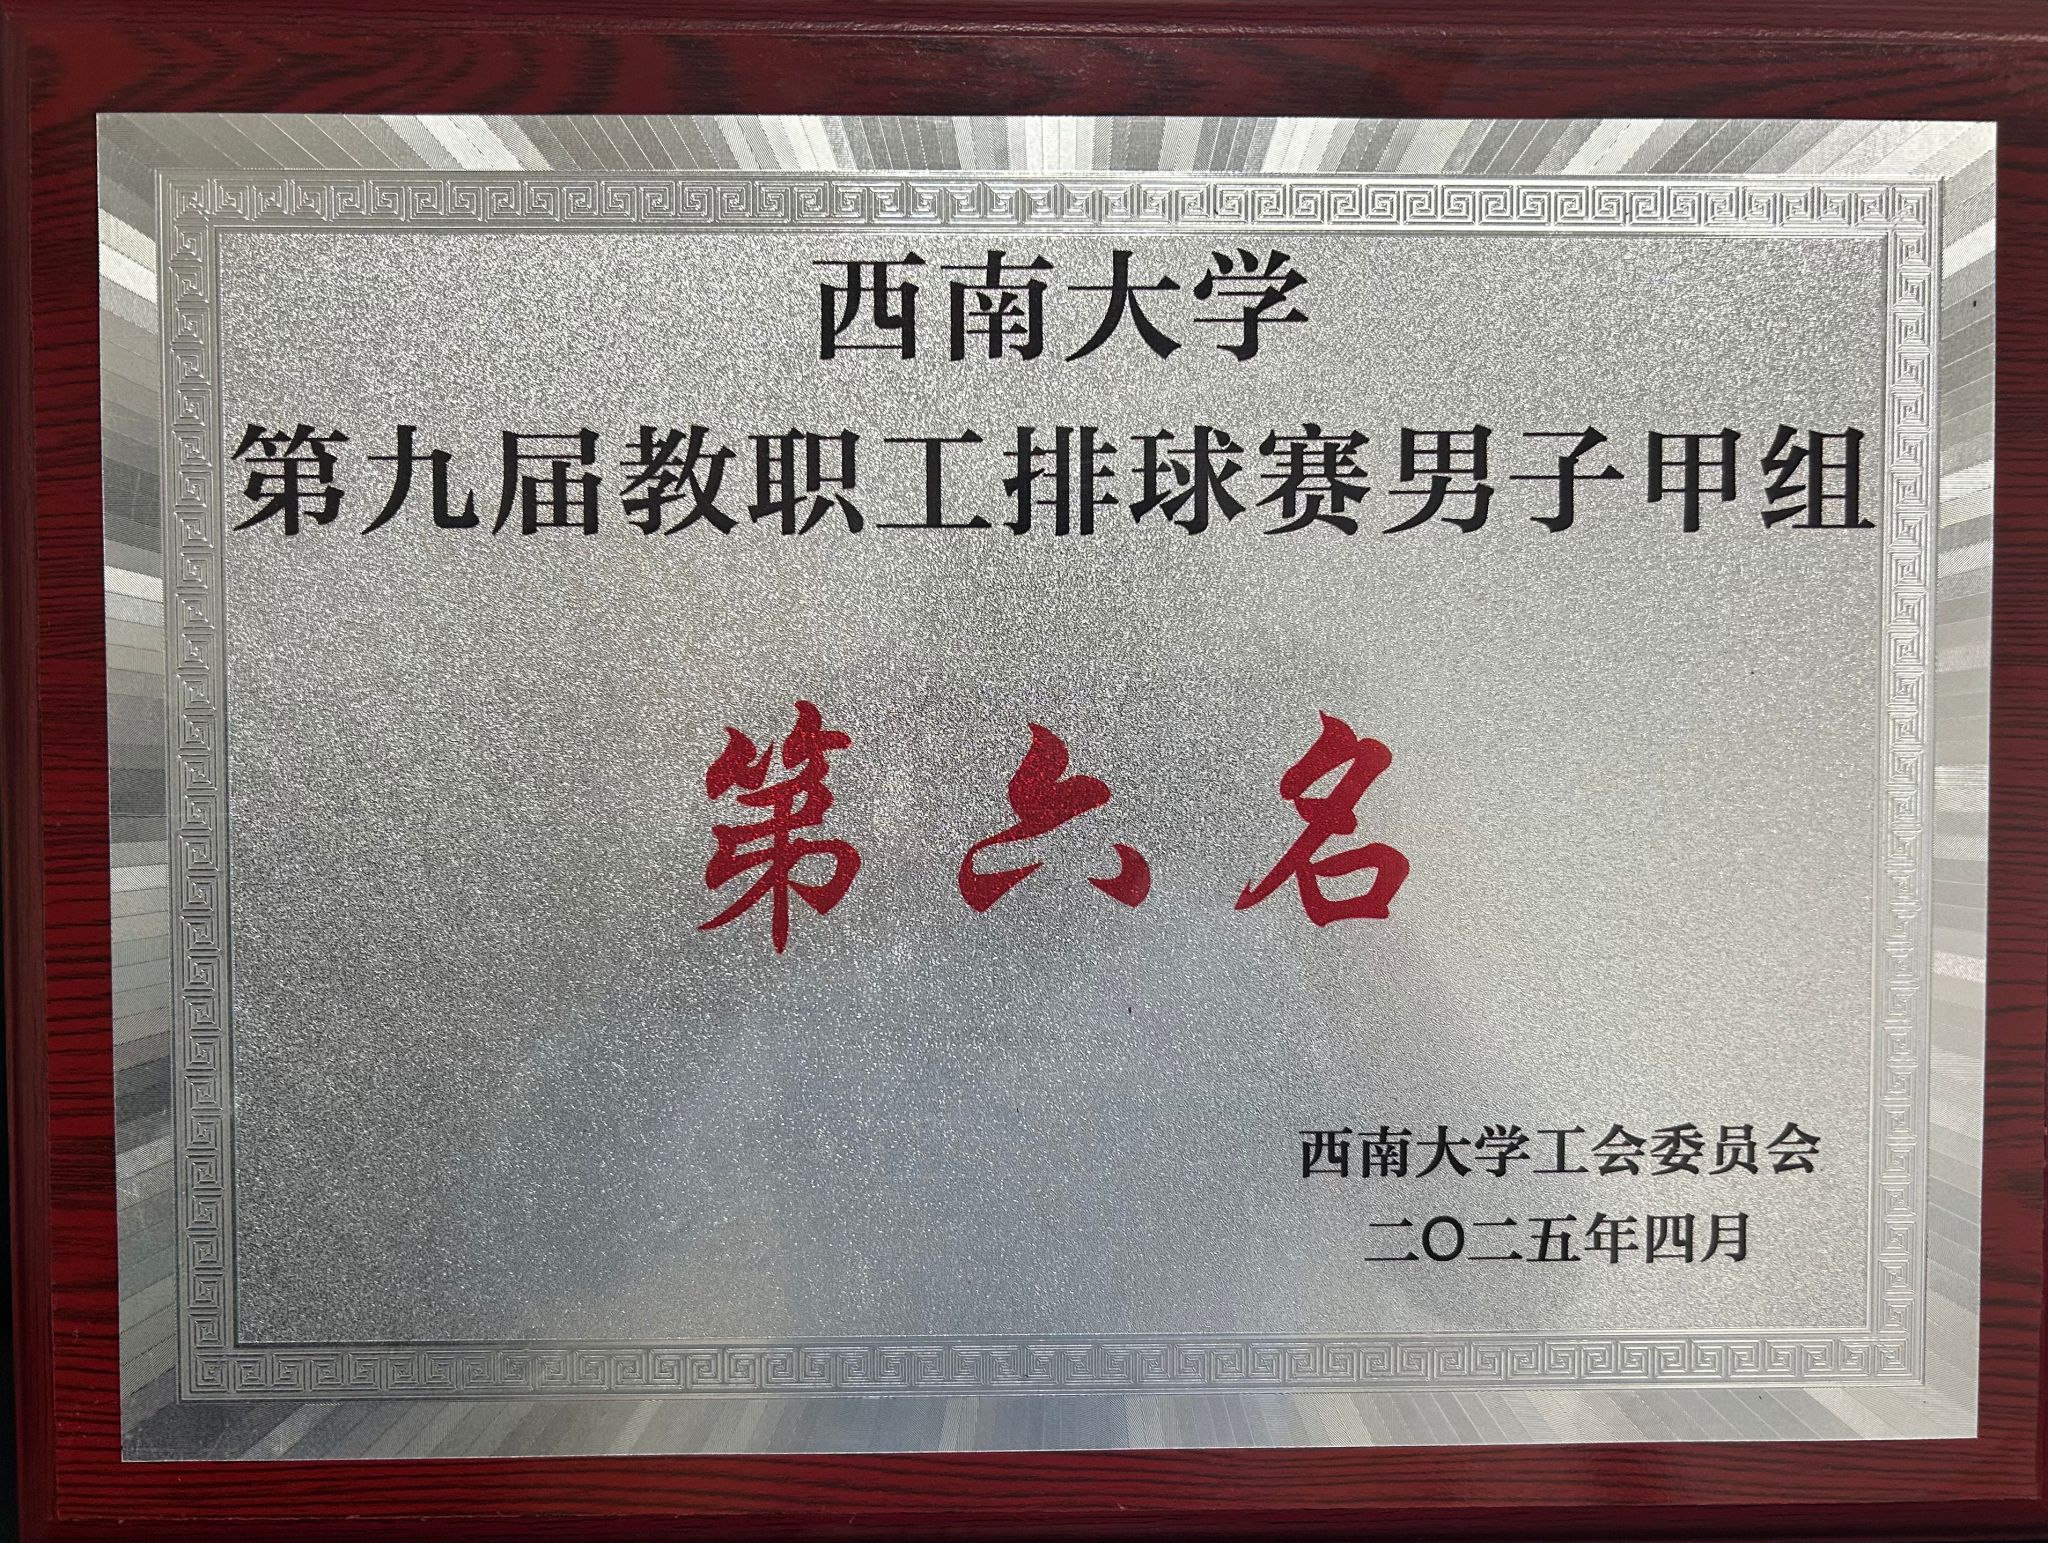 西南大学
第九届教职工排球赛男子甲组
第六名
西南大学工会委员会
二〇二五年四月